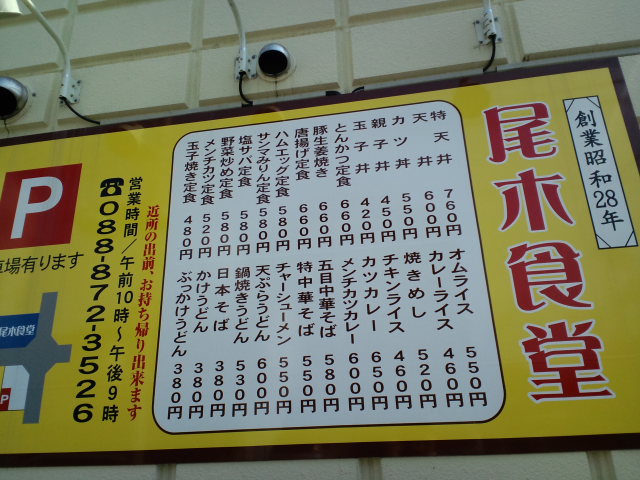 創業昭和28年
尾木食堂
特天丼 760円
天丼 600円
カツ丼 550円
親子丼 450円
玉子丼 420円
とんかつ定食 660円
豚生姜焼き 660円
唐揚げ定食 660円
ハムエッグ定食 580円
サンマみりん定食 580円
塩サバ定食 580円
野菜炒め定食 580円
メンチカツ定食 520円
玉子焼き定食 480円
オムライス 550円
カレーライス 460円
焼きめし 520円
チキンライス 460円
カツカレー 650円
メンチカツカレー 600円
五目中華そば 580円
特中華そば 550円
チャーシューメン 550円
天ぷらうどん 600円
鍋焼きうどん 530円
日本そば 380円
かけうどん 380円
ぶっかけうどん 380円
近所の出前、お持ち帰り出来ます
営業時間/午前10時~午後9時
☎088-872-3526
P
車場有ります
尾木食堂
P